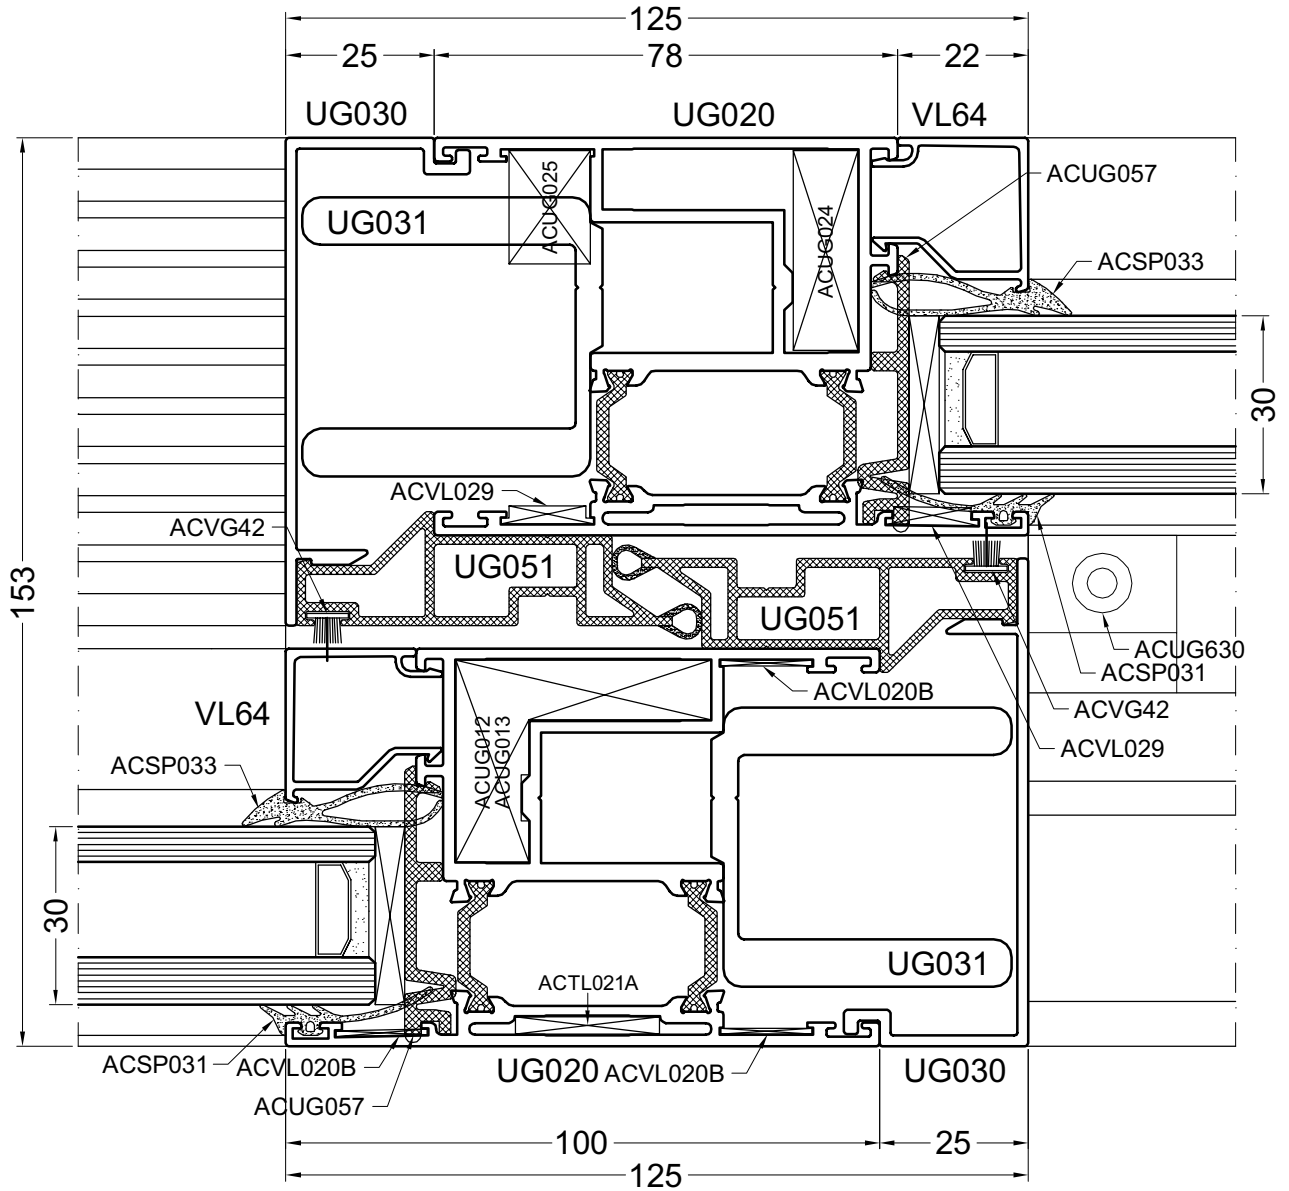 125
25
78
22
UG030
UG020
VL64
ACUG057
UG031
ACUG025
ACUG024
ACSP033
30
ACVL029
ACVG42
153
UG051
UG051
ACUG630
ACSP031
ACVL020B
ACVG42
VL64
ACVL029
ACUG012
ACUG013
ACSP033
30
UG031
ACTL021A
ACSP031
ACVL020B
UG020
ACVL020B
UG030
ACUG057
100
25
125